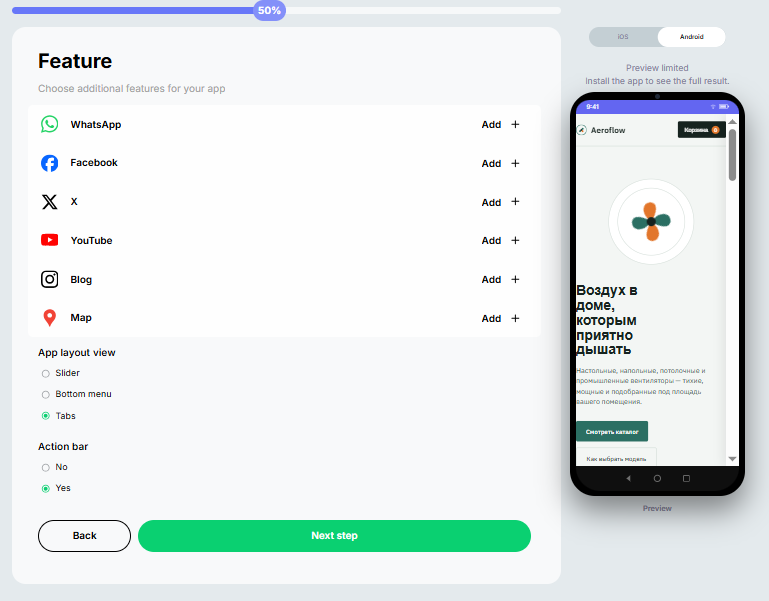 50%
Feature
Choose additional features for your app
WhatsApp Add +
Facebook Add +
X Add +
YouTube Add +
Blog Add +
Map Add +
App layout view
Slider
Bottom menu
Tabs
Action bar
No
Yes
Back Next step
iOS Android
Preview limited
Install the app to see the full result.
9:41
Aeroflow Корзина 0
Воздух в
доме,
которым
приятно
дышать
Настольные, напольные, потолочные и
промышленные вентиляторы — тихие,
мощные и подобранные под площадь
вашего помещения.
Смотреть каталог
Как выбрать модель
Preview